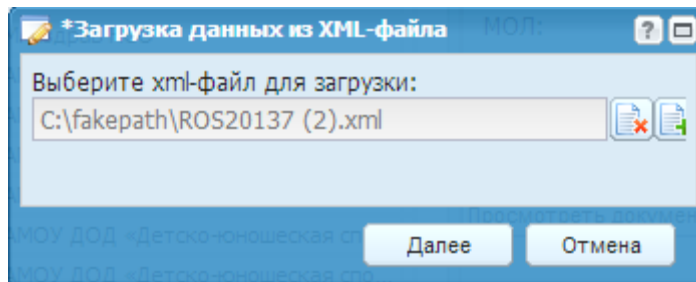 *Загрузка данных из XML-файла
МОЛ:
Выберите xml-файл для загрузки:
C:\fakepath\ROS20137 (2).xml
Просмотреть докумен
АМОУ ДОД «Детско-юношеская сп
Далее
Отмена
АМОУ ДОД «Детско-юношеская спо